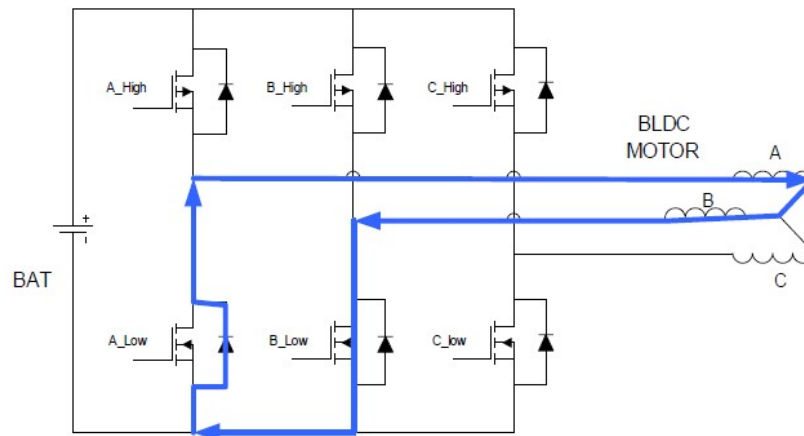 A_High
B_High
C_High
BLDC
MOTOR
A
B
+
-
BAT
C
A_Low
B_Low
C_low